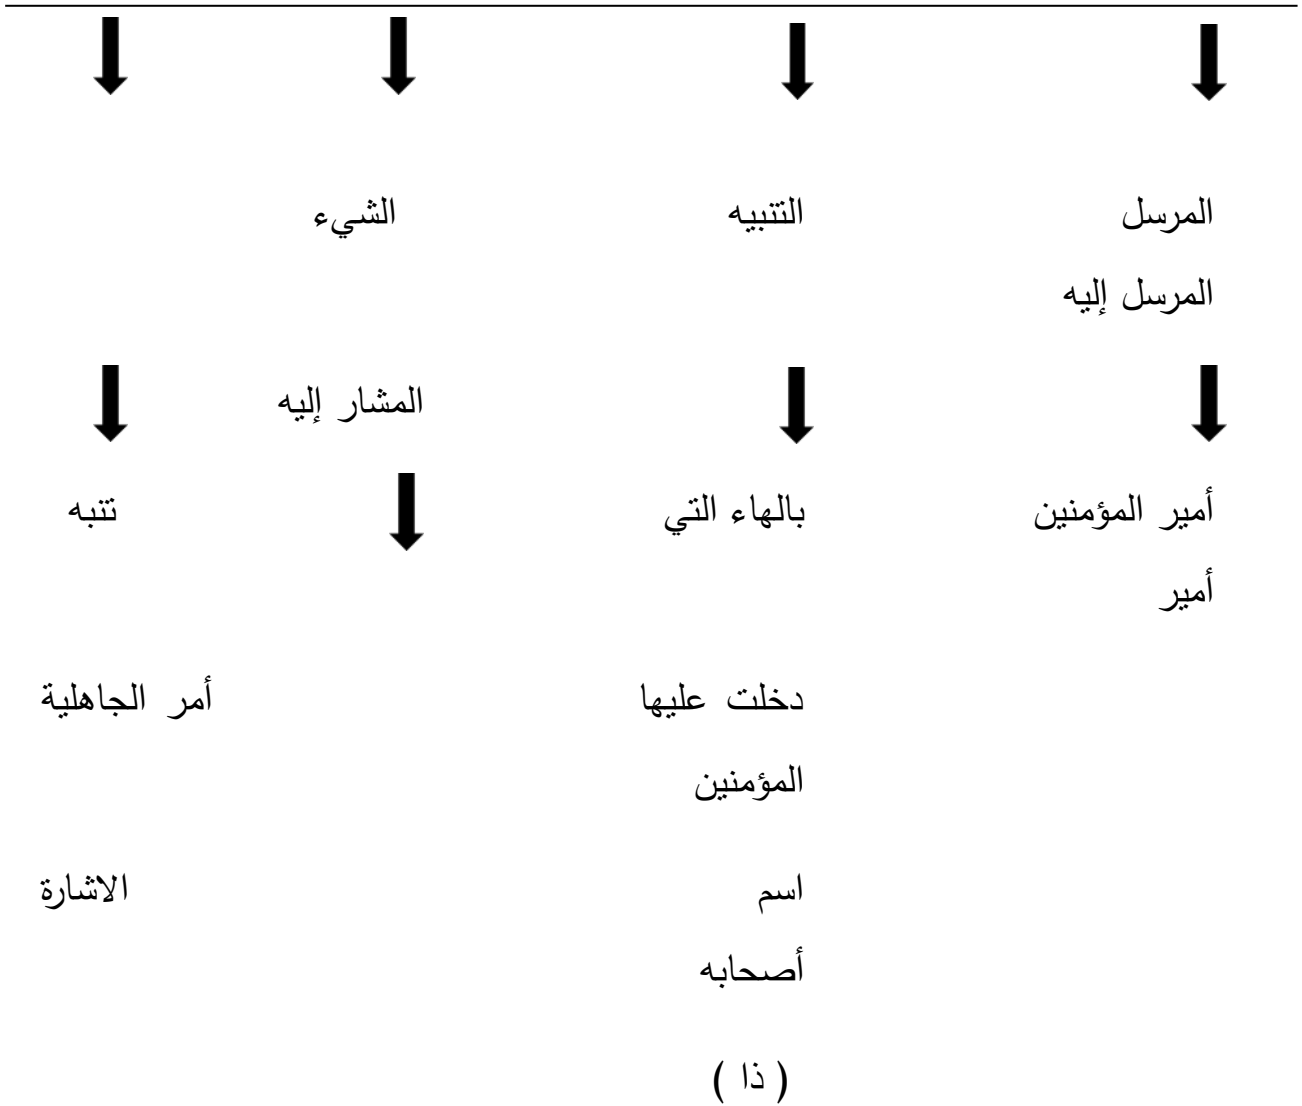 المرسل التنبيه الشيء
المرسل إليه
المشار إليه
أمير المؤمنين بالهاء التي تنبه
أمير
دخلت عليها أمر الجاهلية
المؤمنين
اسم الاشارة
أصحابه
( ذا )